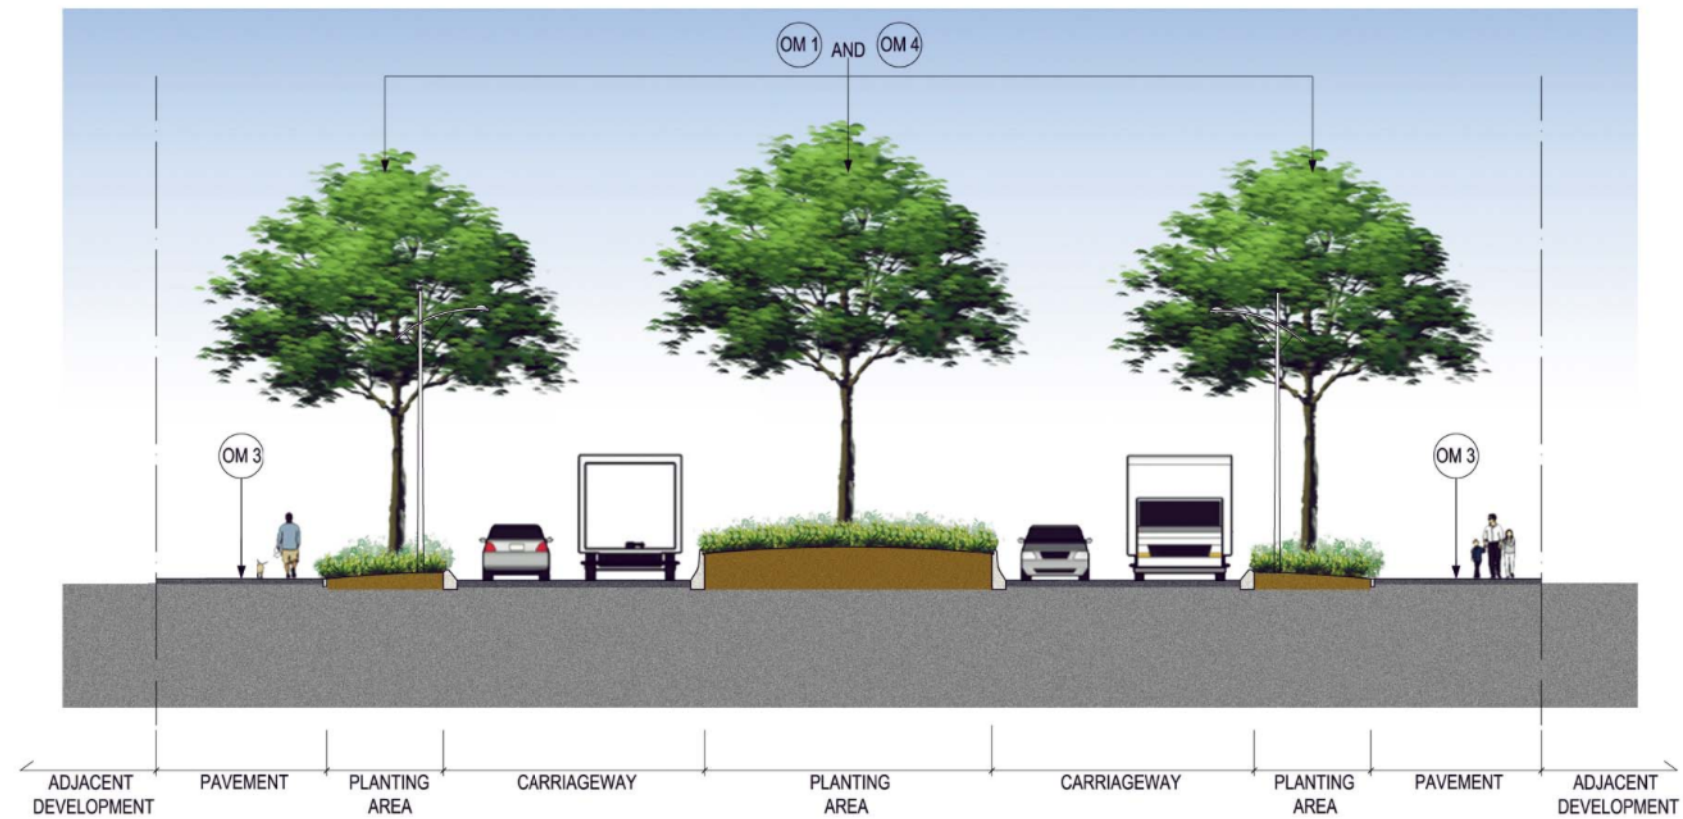 OM 1 AND OM 4
OM 3
OM 3
ADJACENT DEVELOPMENT
PAVEMENT
PLANTING AREA
CARRIAGEWAY
PLANTING AREA
CARRIAGEWAY
PLANTING AREA
PAVEMENT
ADJACENT DEVELOPMENT